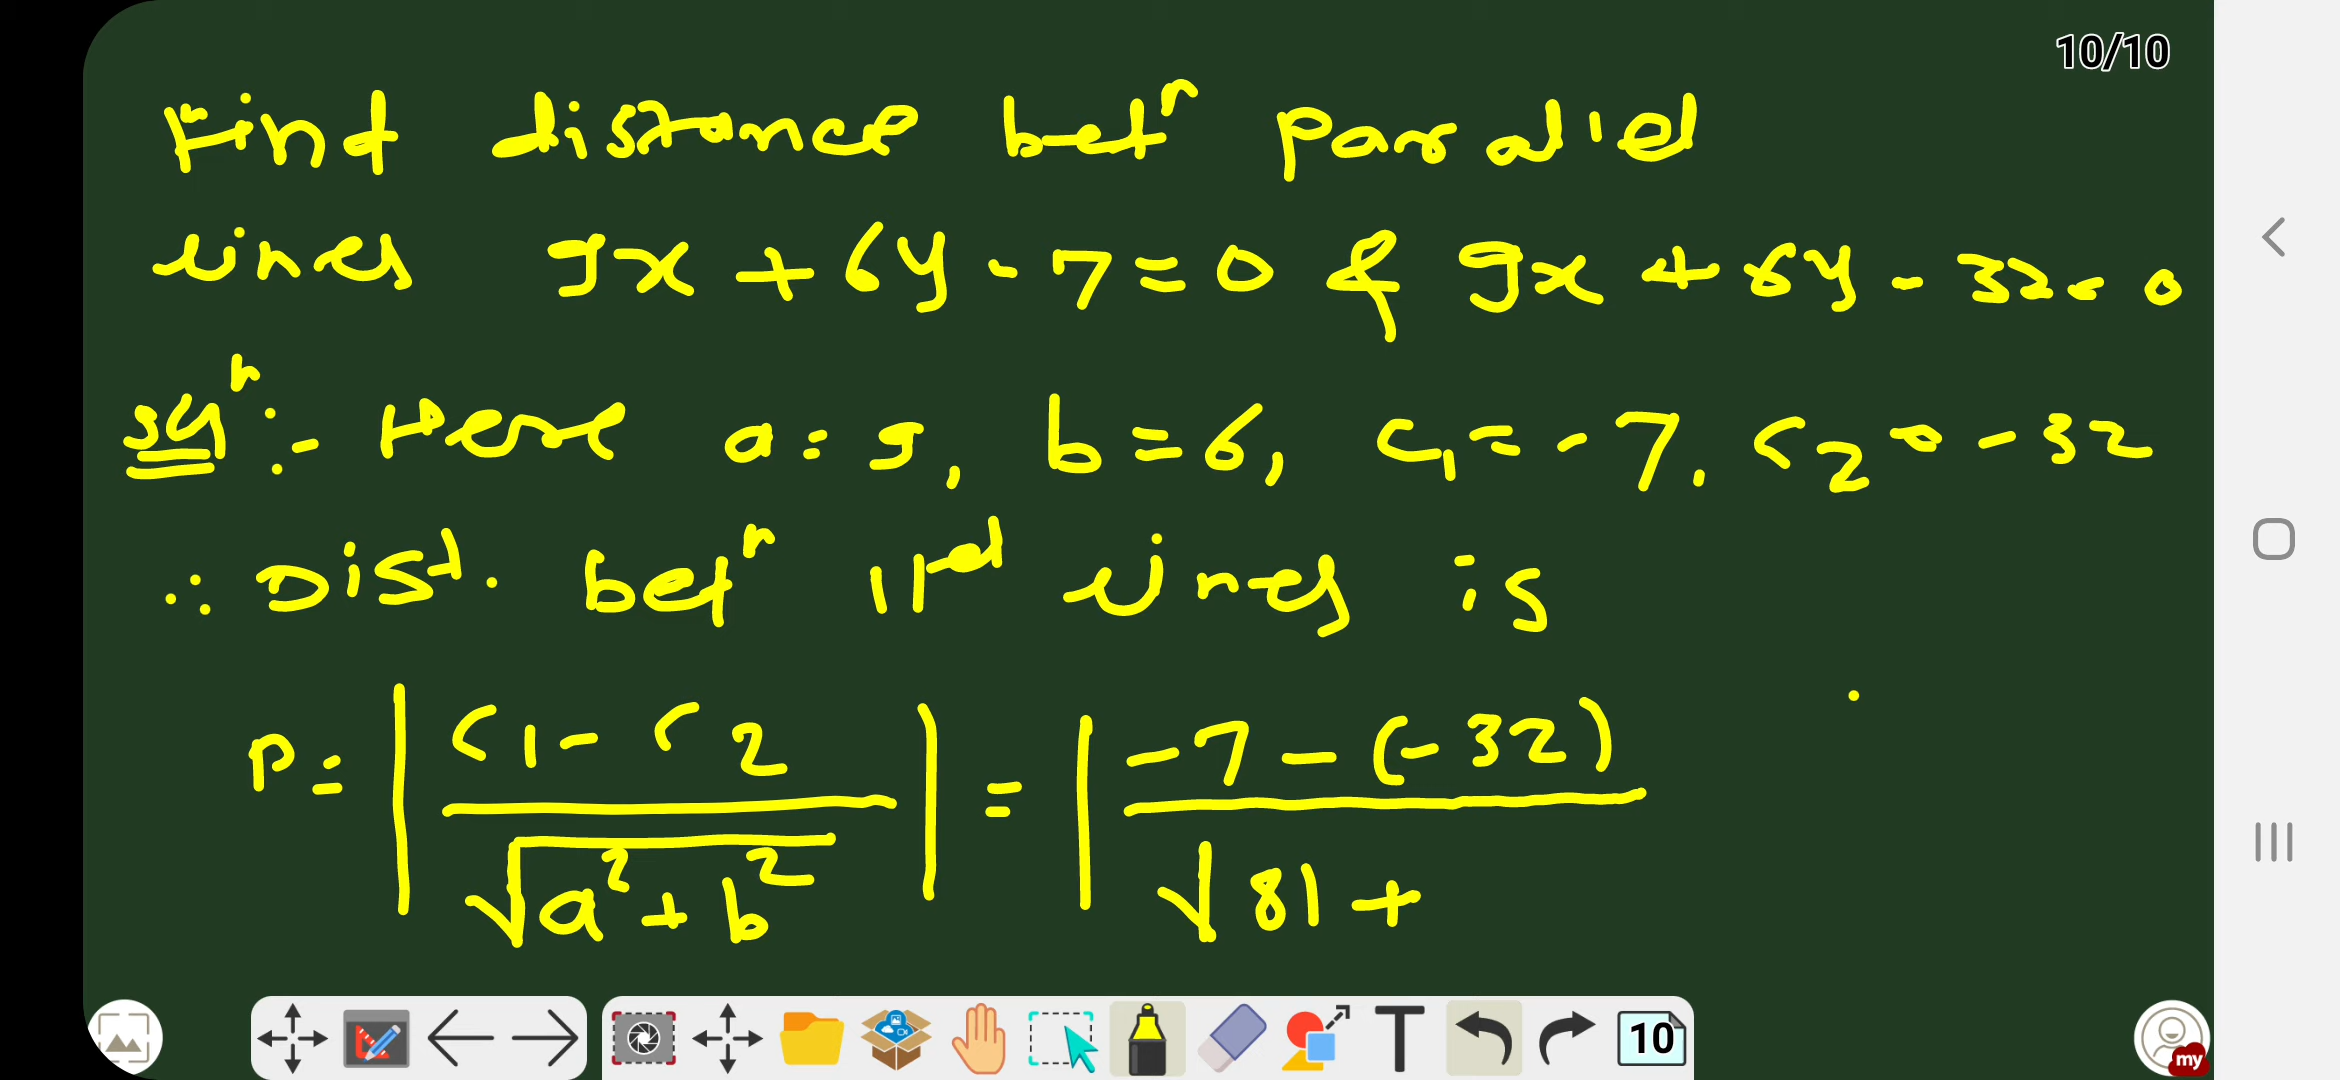 10/10
Find distance betⁿ parallel
lines 9x + 6y - 7 = 0 & 9x + 6y - 32 = 0
Solⁿ :- Here a = 9, b = 6, c₁ = -7, c₂ = -32
∴ Dist. betⁿ ||ᵉˡ lines is
P = | c₁ - c₂ / √a² + b² | = | -7 - (-32) / √81 +
T
10
my